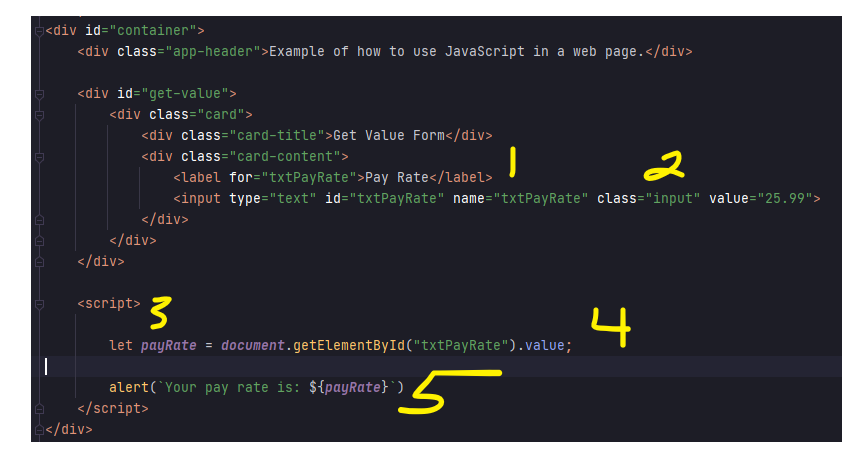 <div id="container">
<div class="app-header">Example of how to use JavaScript in a web page.</div>
<div id="get-value">
<div class="card">
<div class="card-title">Get Value Form</div>
<div class="card-content">
1
2
<label for="txtPayRate">Pay Rate</label>
<input type="text" id="txtPayRate" name="txtPayRate" class="input" value="25.99">
</div>
</div>
</div>
<script>
3
4
let payRate = document.getElementById("txtPayRate").value;
alert(`Your pay rate is: ${payRate}`)
5
</script>
</div>